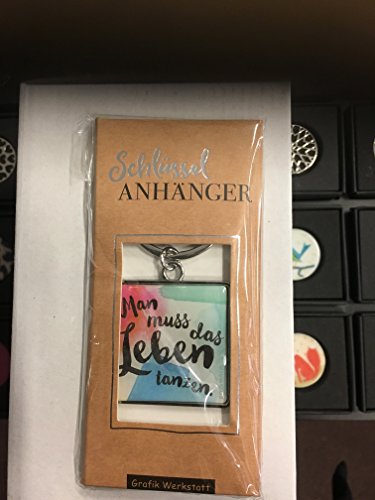 Schlüssel
ANHÄNGER
Man
muss
das
Leben
tanzen.
Grafik Werkstatt